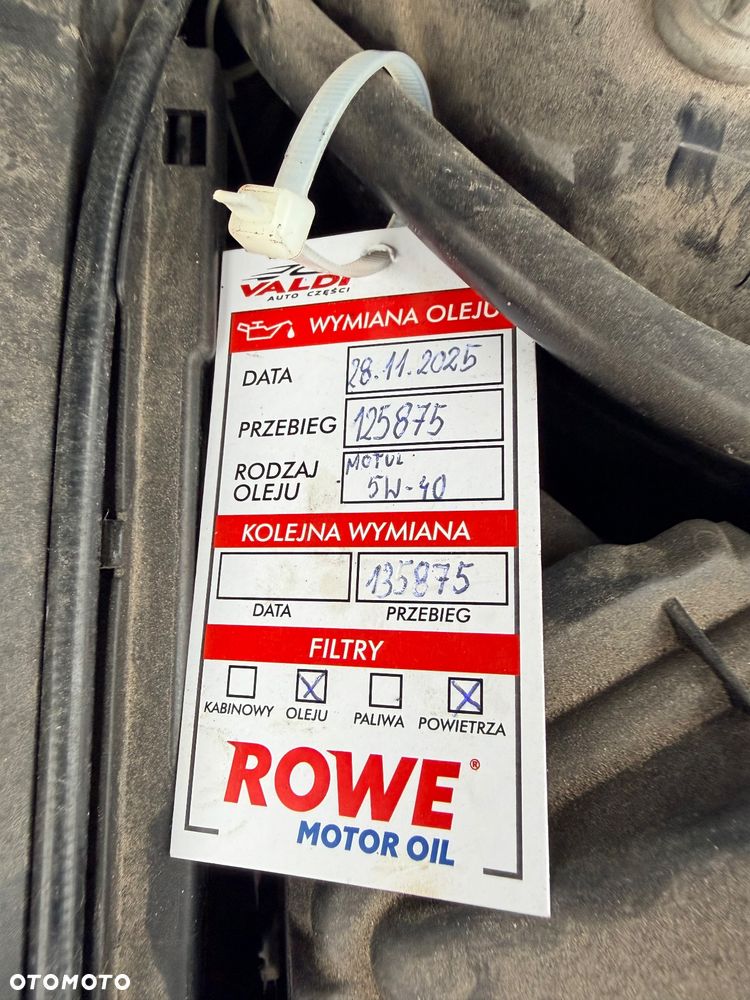 VALDI
AUTO CZĘŚCI
WYMIANA OLEJU
DATA 28.11.2025
PRZEBIEG 125875
RODZAJ OLEJU MOTUL 5W-40
KOLEJNA WYMIANA
135875
DATA PRZEBIEG
FILTRY
KABINOWY OLEJU PALIWA POWIETRZA
ROWE®
MOTOR OIL
OTOMOTO